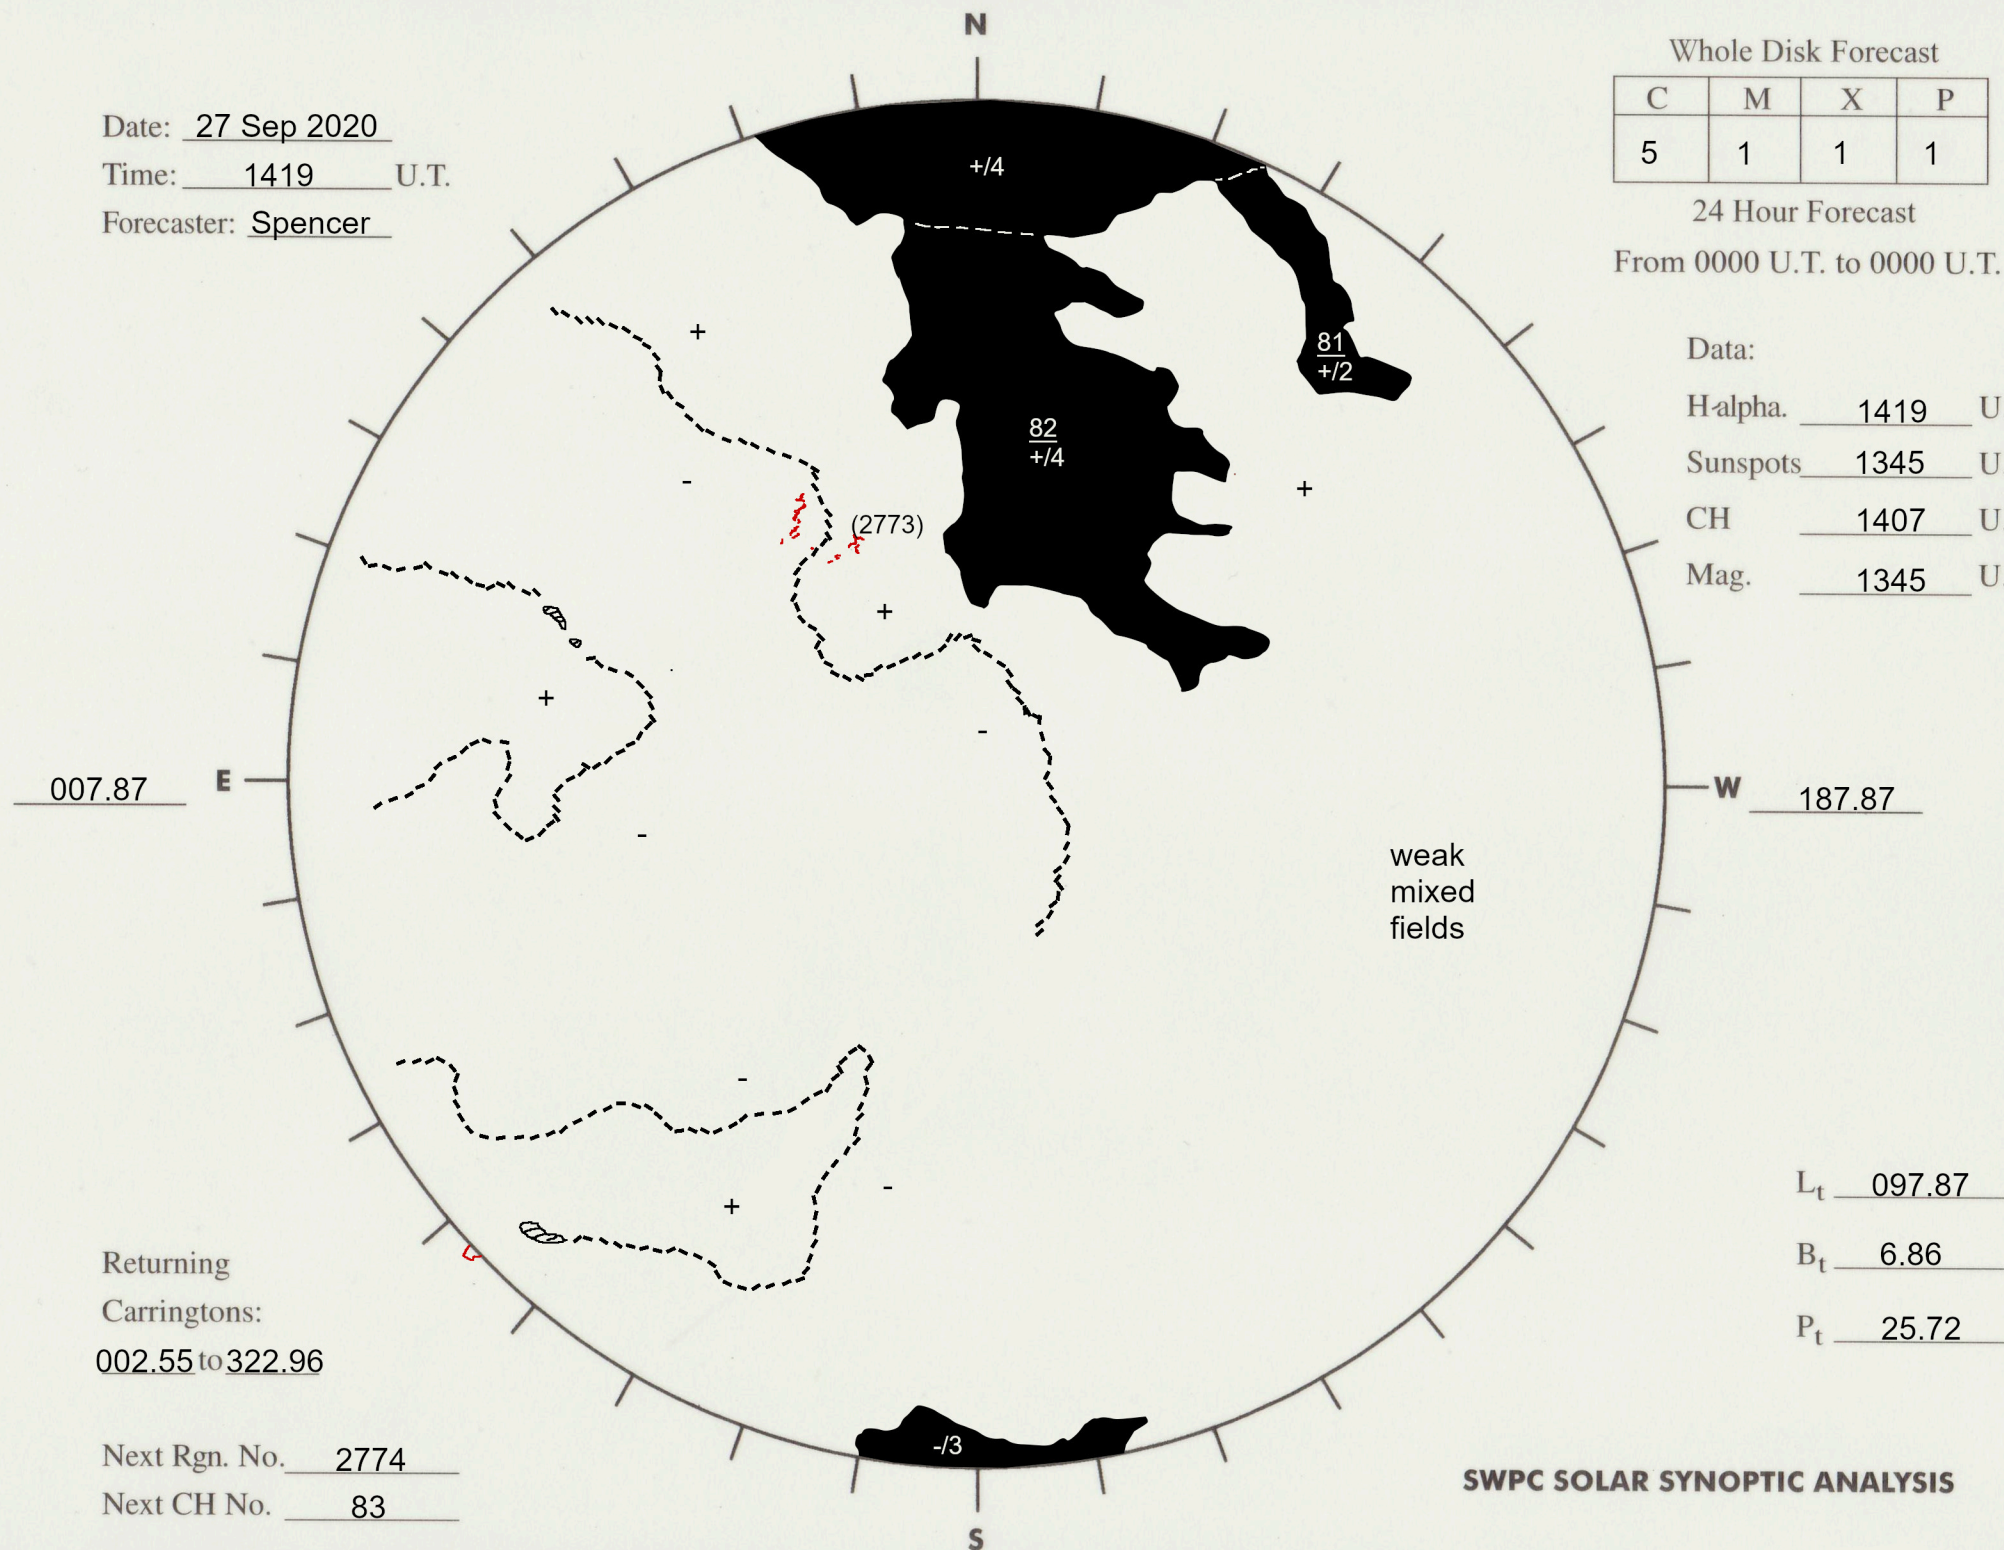 N
Date: 27 Sep 2020
Time: 1419 U.T.
Forecaster: Spencer
Whole Disk Forecast
C M X P
5 1 1 1
24 Hour Forecast
From 0000 U.T. to 0000 U.T.
Data:
H-alpha. 1419 U
Sunspots 1345 U
CH 1407 U
Mag. 1345 U.
+/4
81
+/2
82
+/4
+
-
+
(2773)
+
+
-
-
007.87 E
W 187.87
weak
mixed
fields
-
+
-
Lt 097.87
Bt 6.86
Pt 25.72
Returning
Carringtons:
002.55 to 322.96
Next Rgn. No. 2774
Next CH No. 83
-/3
S
SWPC SOLAR SYNOPTIC ANALYSIS